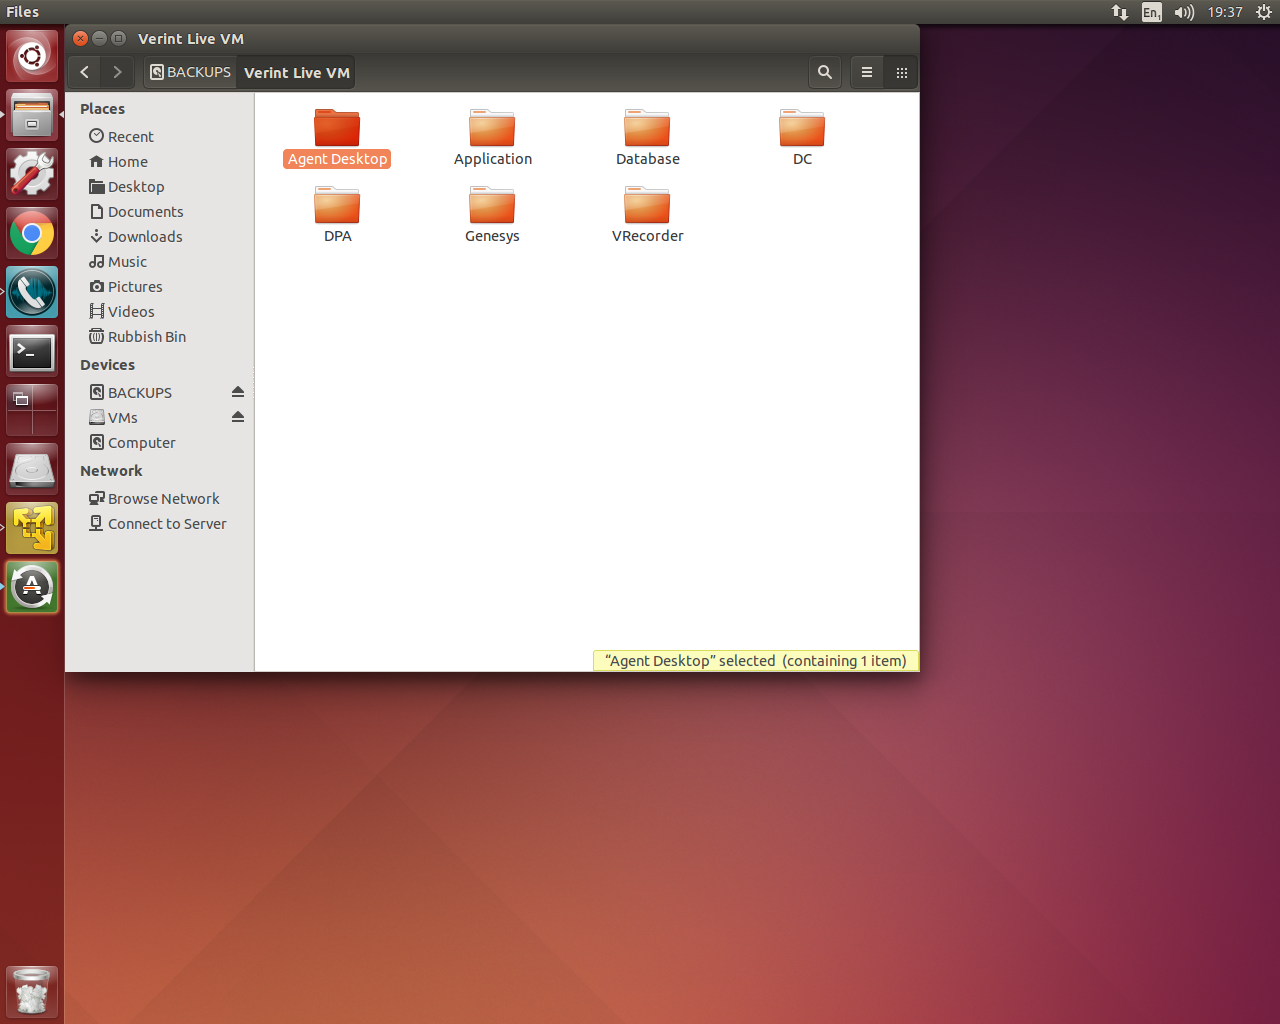 Files
En1
19:37
Verint Live VM
BACKUPS
Verint Live VM
Places
Recent
Home
Desktop
Documents
Downloads
Music
Pictures
Videos
Rubbish Bin
Devices
BACKUPS
VMs
Computer
Network
Browse Network
Connect to Server
Agent Desktop
Application
Database
DC
DPA
Genesys
VRecorder
“Agent Desktop” selected (containing 1 item)
>_
A